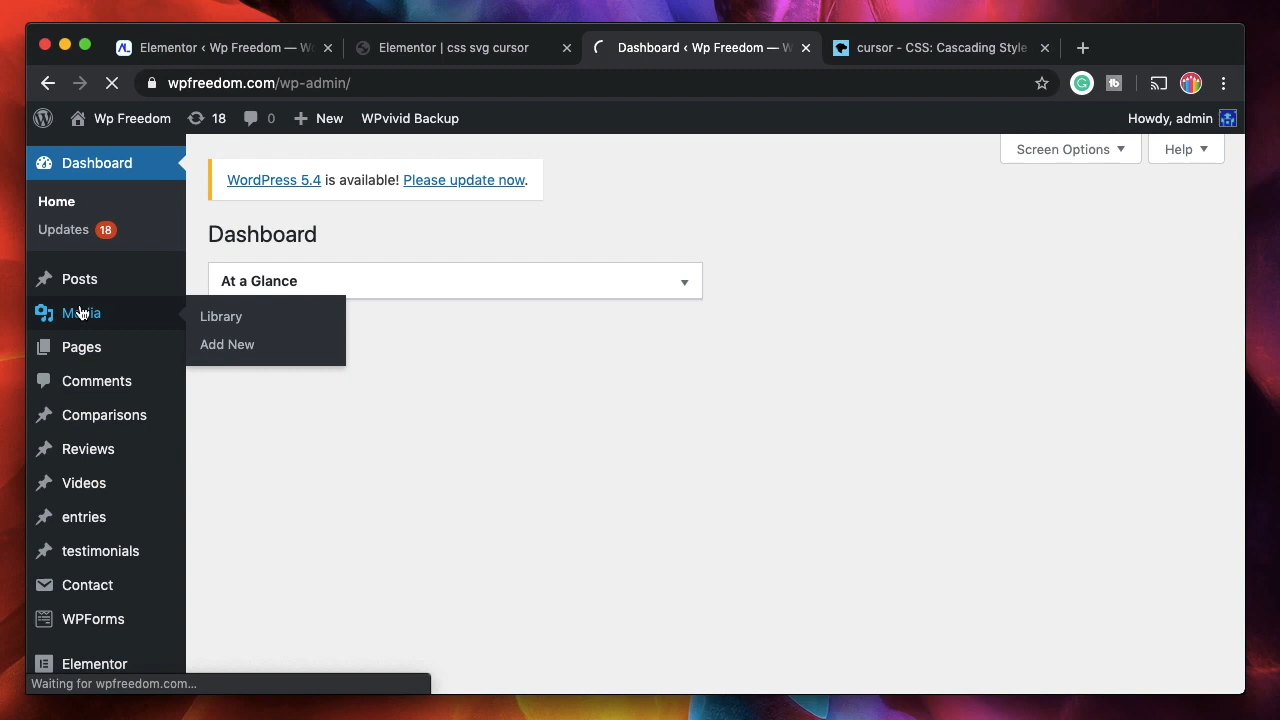 Elementor ‹ Wp Freedom — W
Elementor | css svg cursor
Dashboard ‹ Wp Freedom — W
cursor - CSS: Cascading Style
wpfreedom.com/wp-admin/
Wp Freedom
18
0
New
WPvivid Backup
Howdy, admin
Dashboard
Home
Updates 18
Posts
Media
Library
Add New
Pages
Comments
Comparisons
Reviews
Videos
entries
testimonials
Contact
WPForms
Elementor
Waiting for wpfreedom.com...
Screen Options
Help
WordPress 5.4 is available! Please update now.
Dashboard
At a Glance